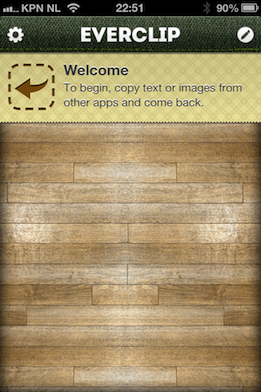 KPN NL 22:51 90%
EVERCLIP
Welcome
To begin, copy text or images from
other apps and come back.